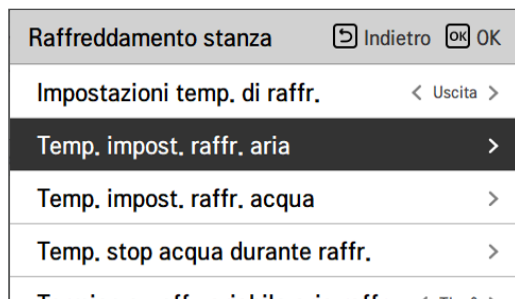 Raffreddamento stanza Indietro OK OK
Impostazioni temp. di raffr. < Uscita >
Temp. impost. raffr. aria >
Temp. impost. raffr. acqua >
Temp. stop acqua durante raffr. >